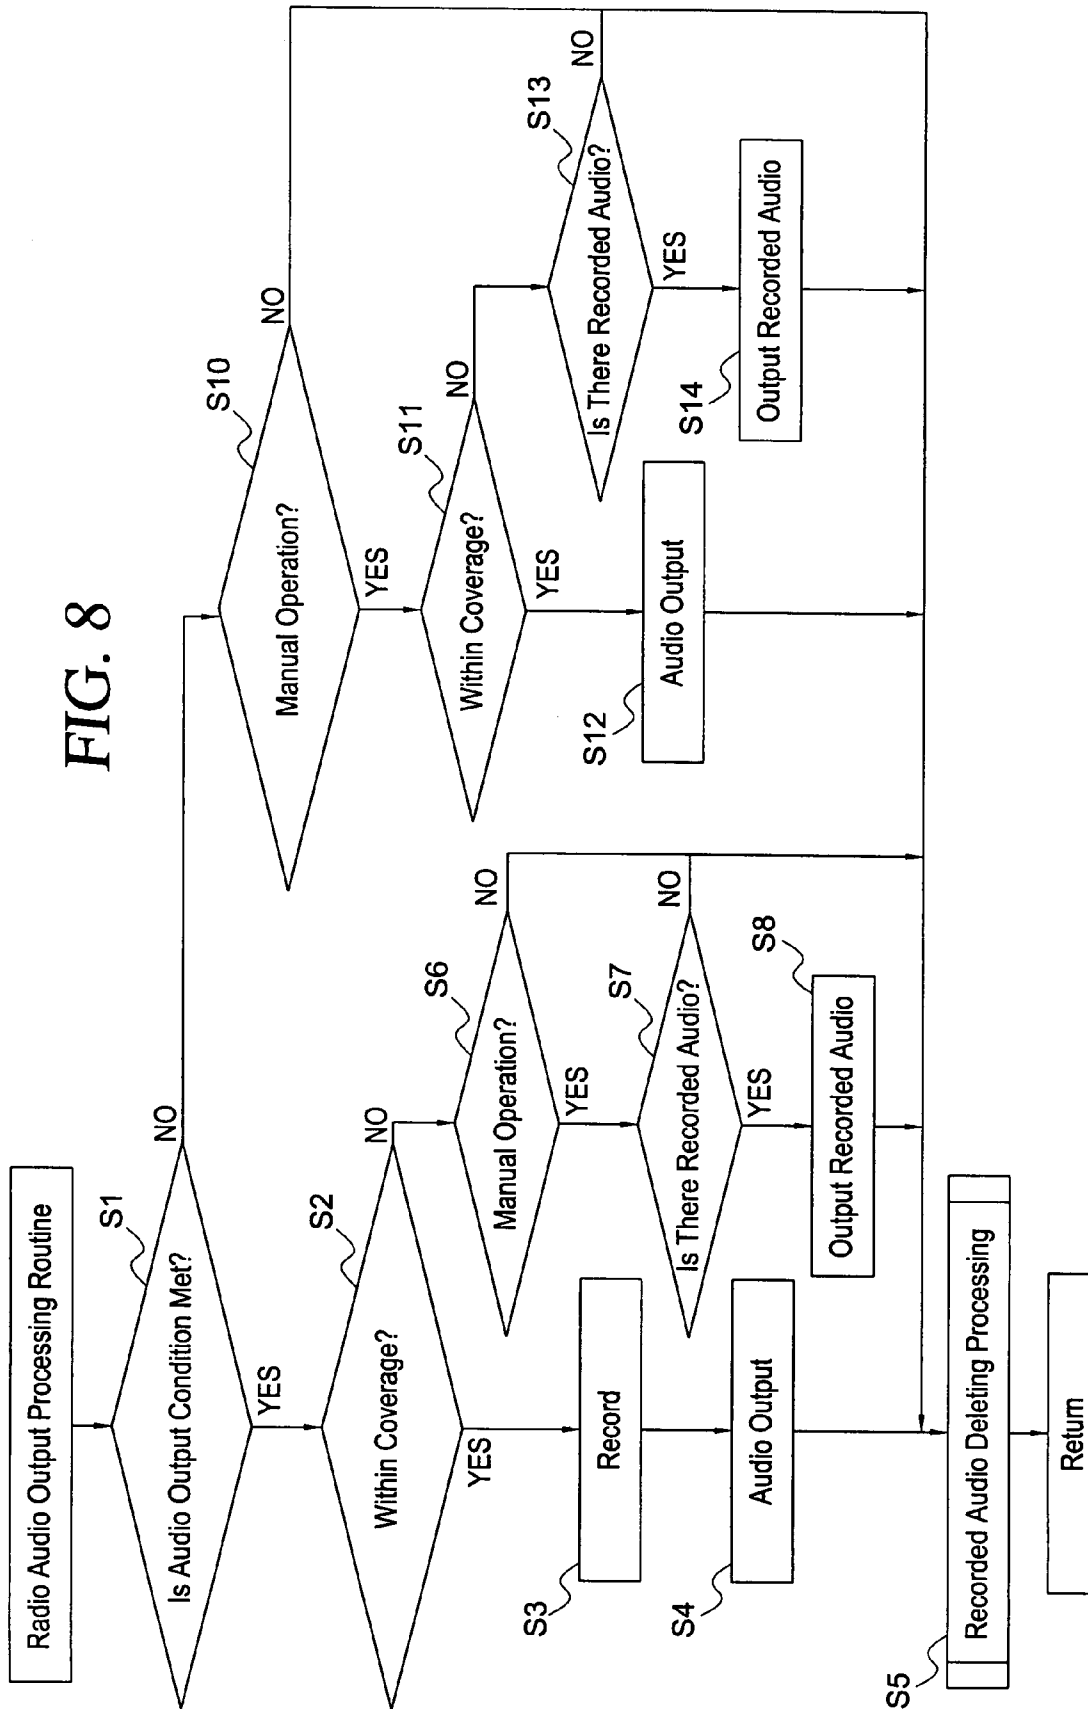 FIG. 8
Radio Audio Output Processing Routine
S1
Is Audio Output Condition Met?
NO
YES
S2
Within Coverage?
NO
YES
S3
Record
S4
Audio Output
S6
Manual Operation?
NO
YES
S7
Is There Recorded Audio?
NO
YES
S8
Output Recorded Audio
S10
Manual Operation?
NO
YES
S11
Within Coverage?
NO
YES
S12
Audio Output
S13
Is There Recorded Audio?
NO
YES
S14
Output Recorded Audio
S5
Recorded Audio Deleting Processing
Return